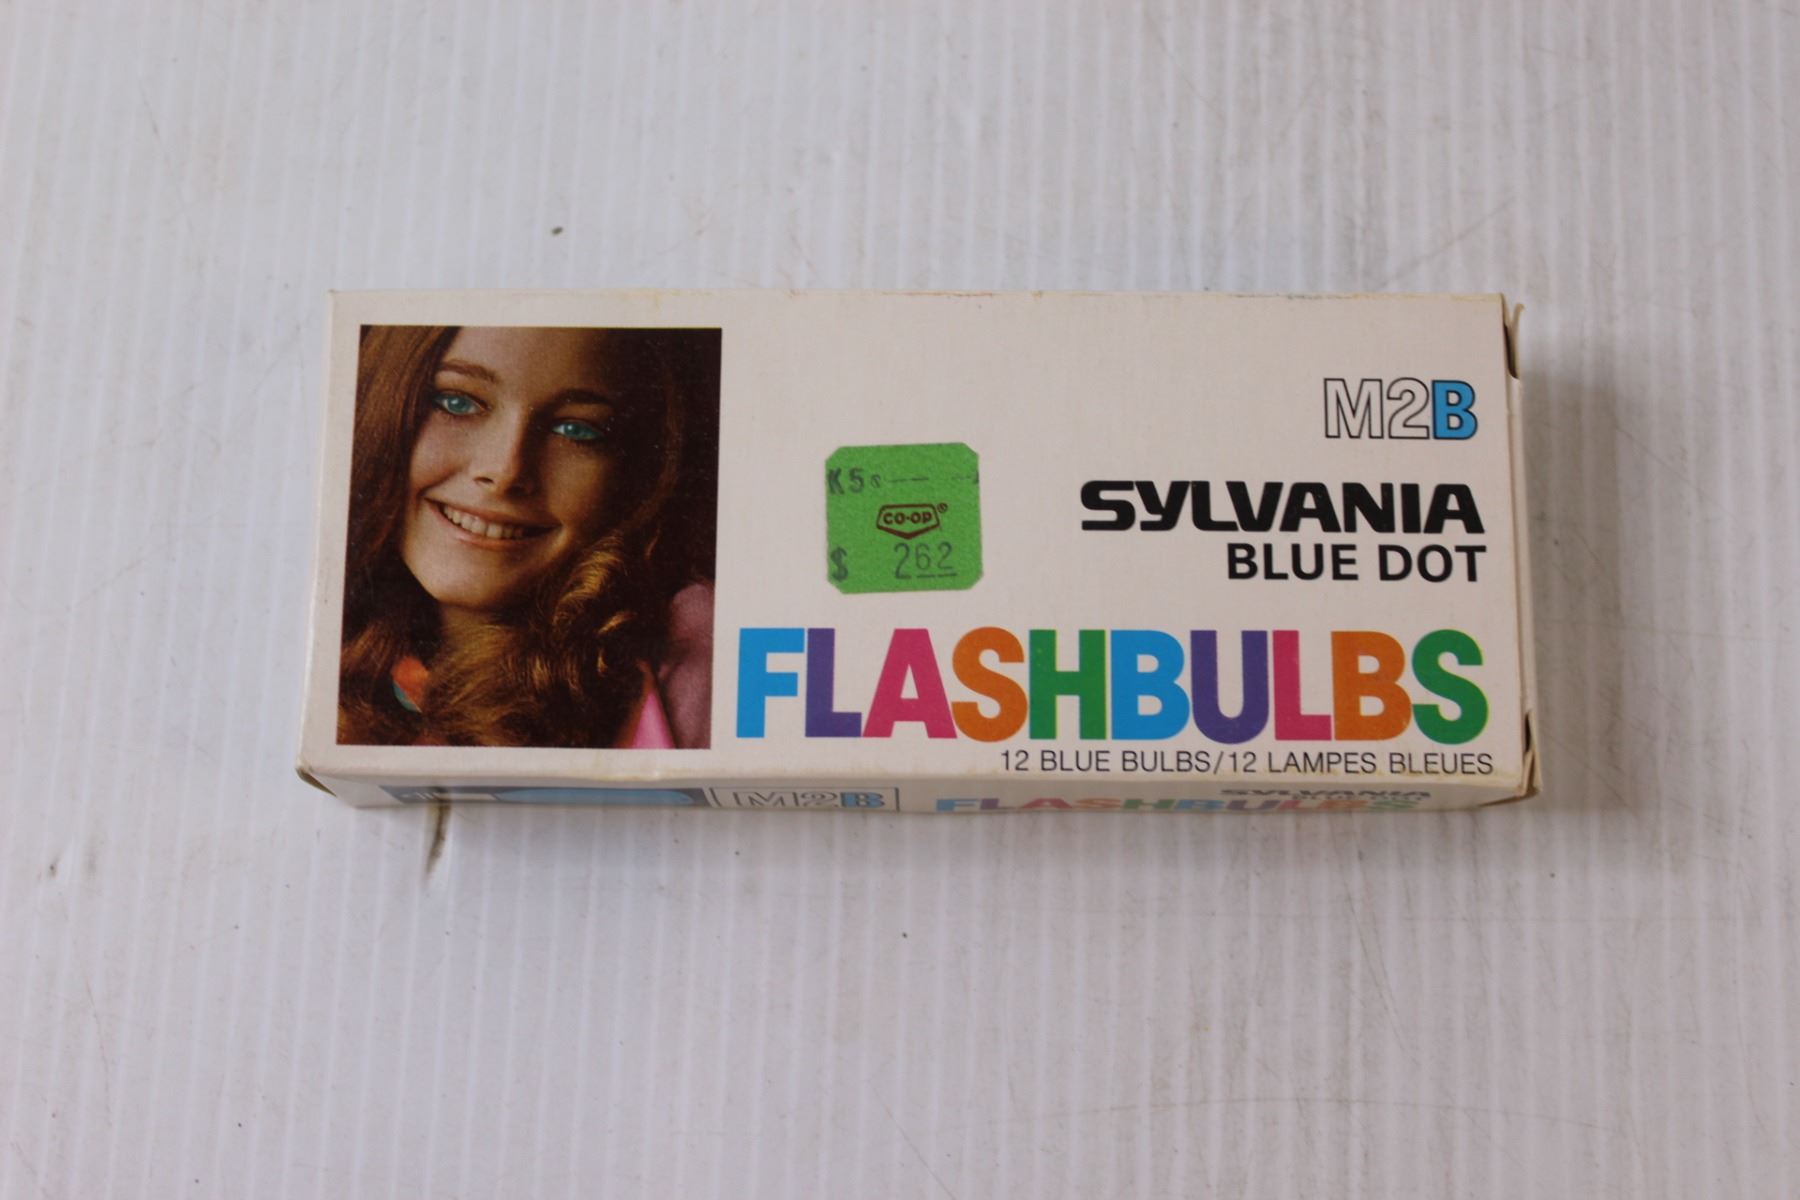 M2B
SYLVANIA
BLUE DOT
K5
CO-OP®
$ 262
FLASHBULBS
12 BLUE BULBS/12 LAMPES BLEUES
M2B
FLASHBULBS
SYLVANIA